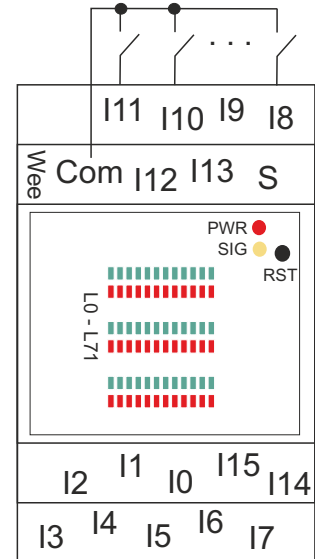 I11 I10 I9 I8
Wee Com I12 I13 S
PWR
SIG
RST
L0 - L71
I2 I1 I0 I15 I14
I3 I4 I5 I6 I7